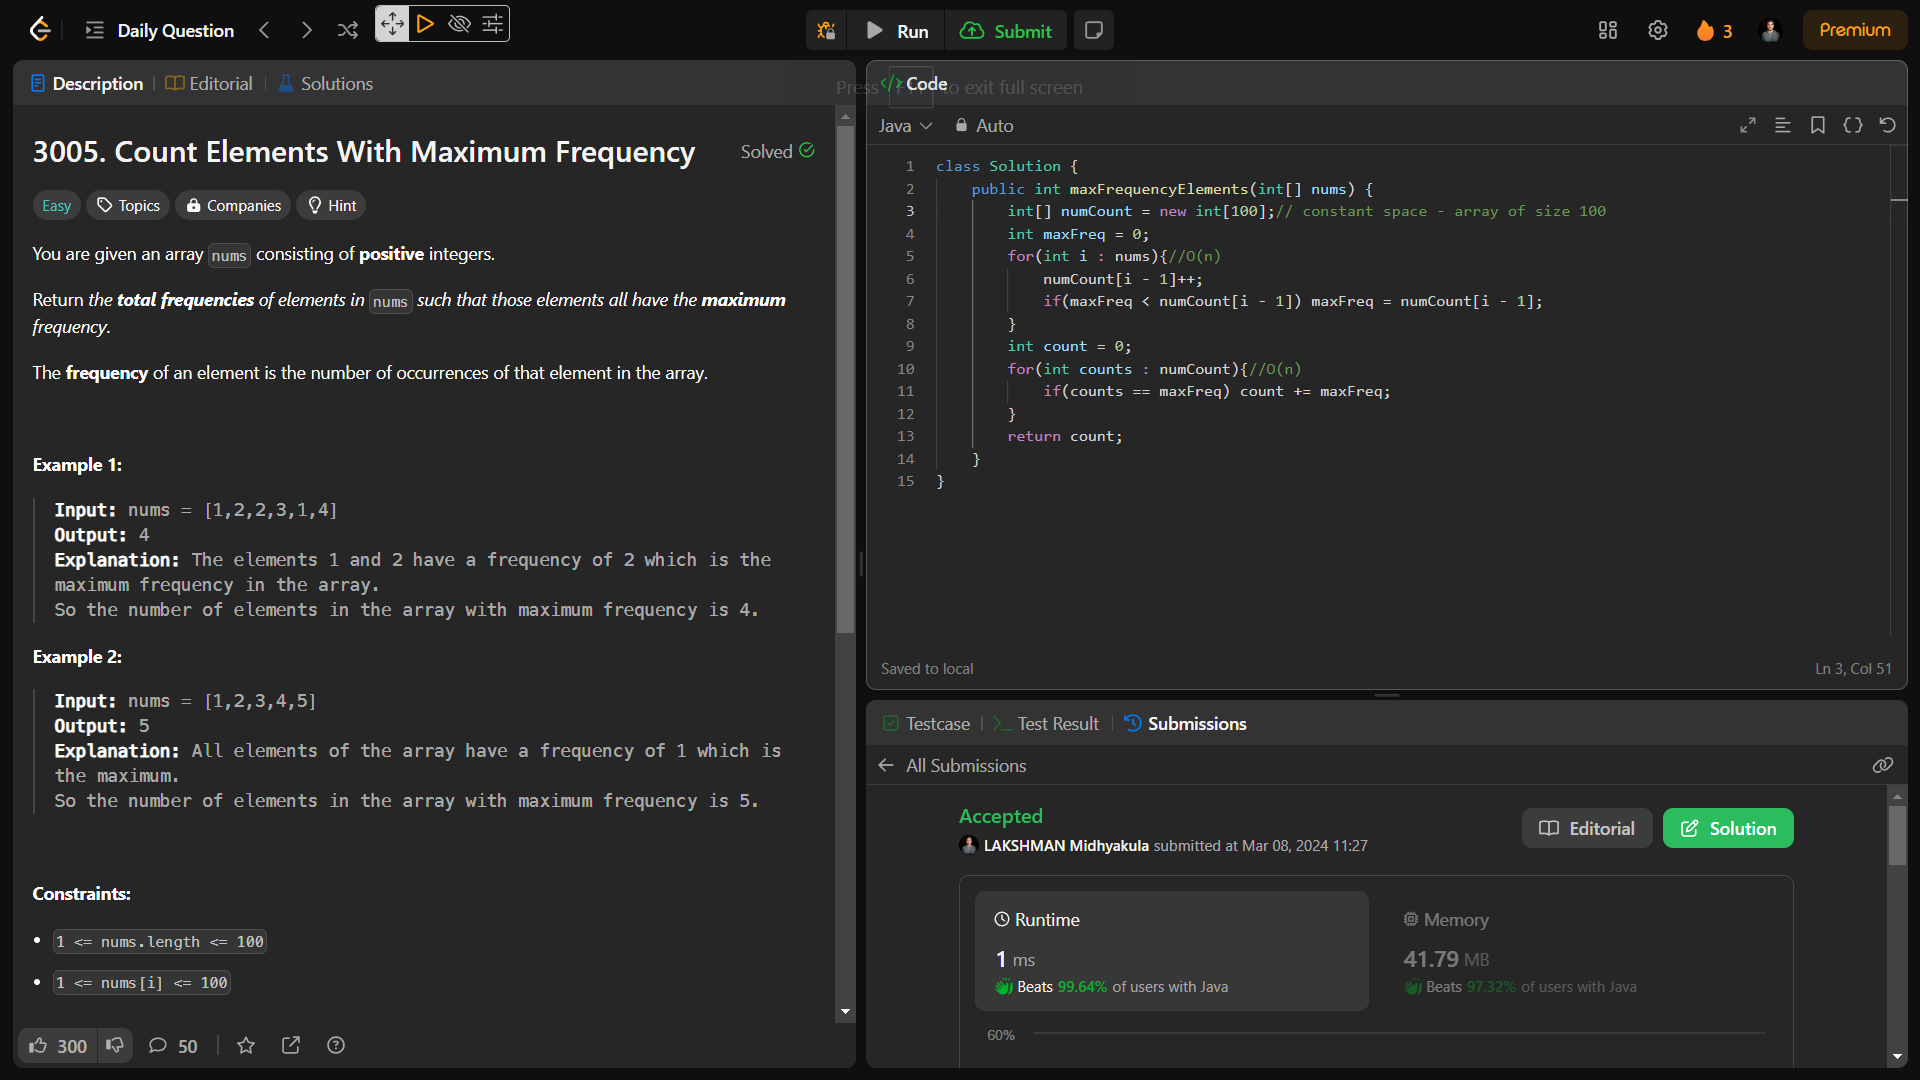 Daily Question
Run
Submit
3
Premium
Description
Editorial
Solutions
3005. Count Elements With Maximum Frequency
Solved
Easy
Topics
Companies
Hint
You are given an array nums consisting of positive integers.
Return the total frequencies of elements in nums such that those elements all have the maximum
frequency.
The frequency of an element is the number of occurrences of that element in the array.
Example 1:
Input: nums = [1,2,2,3,1,4]
Output: 4
Explanation: The elements 1 and 2 have a frequency of 2 which is the
maximum frequency in the array.
So the number of elements in the array with maximum frequency is 4.
Example 2:
Input: nums = [1,2,3,4,5]
Output: 5
Explanation: All elements of the array have a frequency of 1 which is
the maximum.
So the number of elements in the array with maximum frequency is 5.
Constraints:
• 1 <= nums.length <= 100
• 1 <= nums[i] <= 100
300
50
</> Code
Press to exit full screen
Java
Auto
1 class Solution {
2 public int maxFrequencyElements(int[] nums) {
3 int[] numCount = new int[100];// constant space - array of size 100
4 int maxFreq = 0;
5 for(int i : nums){//O(n)
6 numCount[i - 1]++;
7 if(maxFreq < numCount[i - 1]) maxFreq = numCount[i - 1];
8 }
9 int count = 0;
10 for(int counts : numCount){//O(n)
11 if(counts == maxFreq) count += maxFreq;
12 }
13 return count;
14 }
15 }
Saved to local
Ln 3, Col 51
Testcase
Test Result
Submissions
All Submissions
Accepted
LAKSHMAN Midhyakula submitted at Mar 08, 2024 11:27
Editorial
Solution
Runtime
1 ms
Beats 99.64% of users with Java
Memory
41.79 MB
Beats 97.32% of users with Java
60%